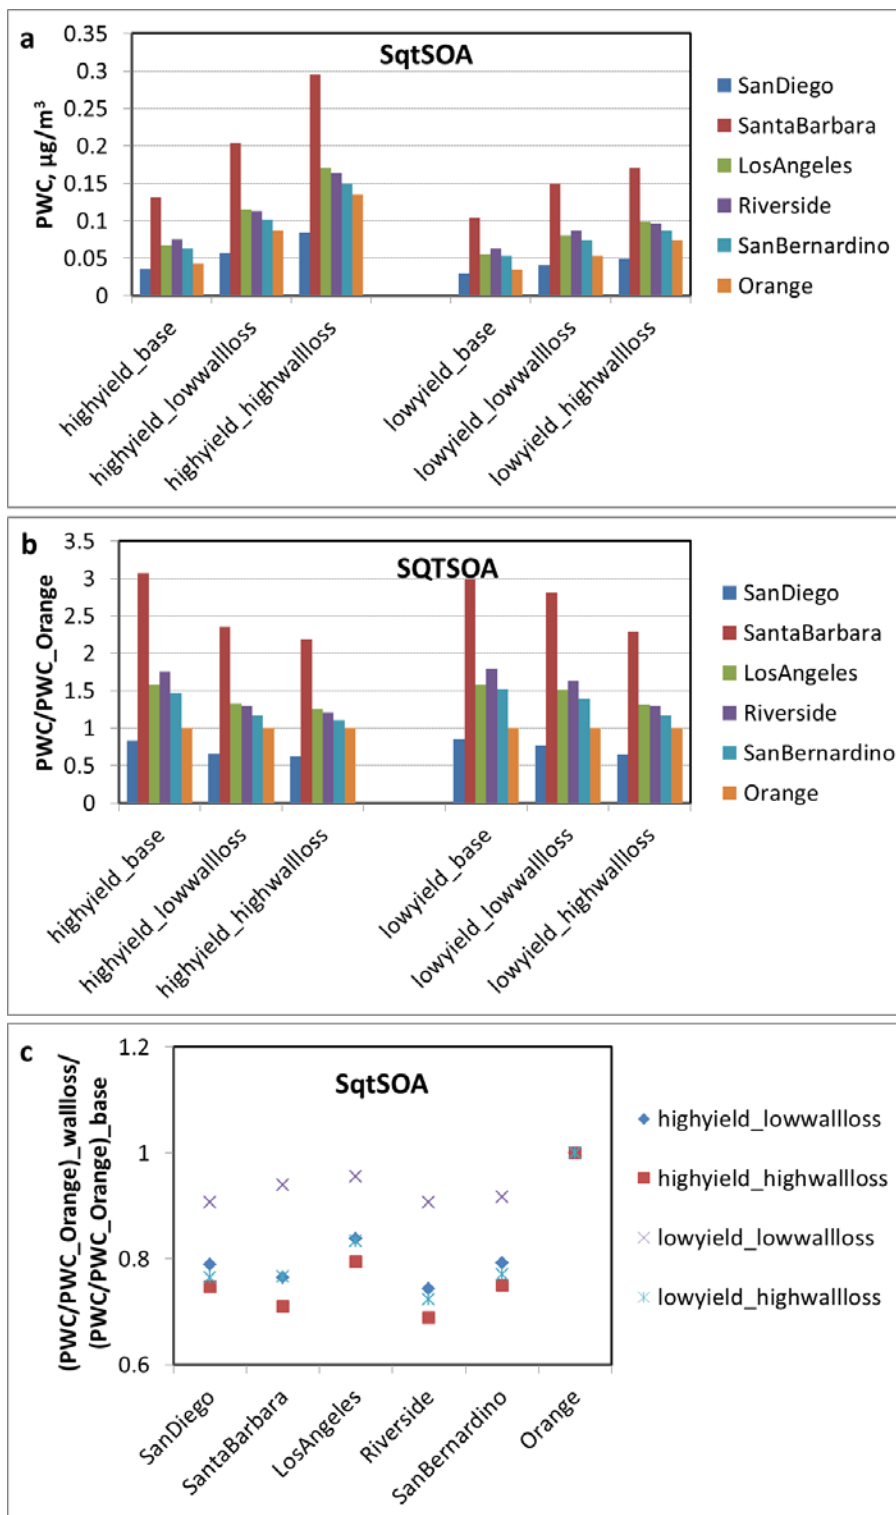 a
SqtSOA
PWC, µg/m³
0.35
0.3
0.25
0.2
0.15
0.1
0.05
0
highyield_base
highyield_lowwallloss
highyield_highwallloss
lowyield_base
lowyield_lowwallloss
lowyield_highwallloss
SanDiego
SantaBarbara
LosAngeles
Riverside
SanBernardino
Orange
b
SQTSOA
PWC/PWC_Orange
3.5
3
2.5
2
1.5
1
0.5
0
highyield_base
highyield_lowwallloss
highyield_highwallloss
lowyield_base
lowyield_lowwallloss
lowyield_highwallloss
SanDiego
SantaBarbara
LosAngeles
Riverside
SanBernardino
Orange
c
SqtSOA
(PWC/PWC_Orange)_wallloss/
(PWC/PWC_Orange)_base
1.2
1
0.8
0.6
SanDiego
SantaBarbara
LosAngeles
Riverside
SanBernardino
Orange
highyield_lowwallloss
highyield_highwallloss
lowyield_lowwallloss
lowyield_highwallloss